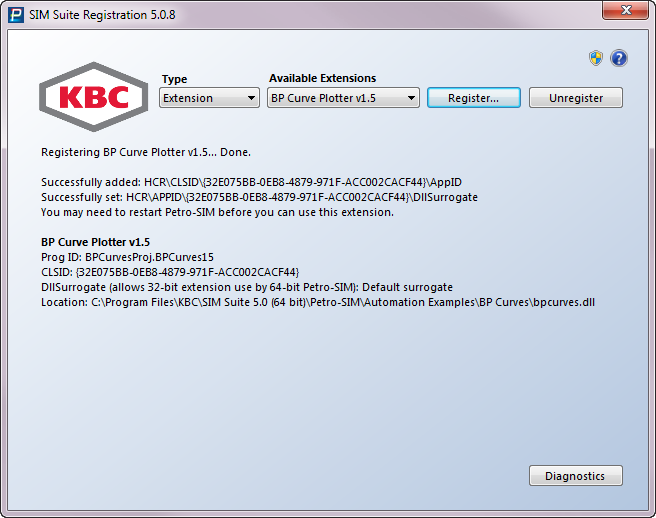 SIM Suite Registration 5.0.8
KBC
Type
Available Extensions
Extension
BP Curve Plotter v1.5
Register...
Unregister
Registering BP Curve Plotter v1.5... Done.
Successfully added: HCR\CLSID\{32E075BB-0EB8-4879-971F-ACC002CACF44}\AppID
Successfully set: HCR\APPID\{32E075BB-0EB8-4879-971F-ACC002CACF44}\DllSurrogate
You may need to restart Petro-SIM before you can use this extension.
BP Curve Plotter v1.5
Prog ID: BPCurvesProj.BPCurves15
CLSID: {32E075BB-0EB8-4879-971F-ACC002CACF44}
DllSurrogate (allows 32-bit extension use by 64-bit Petro-SIM): Default surrogate
Location: C:\Program Files\KBC\SIM Suite 5.0 (64 bit)\Petro-SIM\Automation Examples\BP Curves\bpcurves.dll
Diagnostics